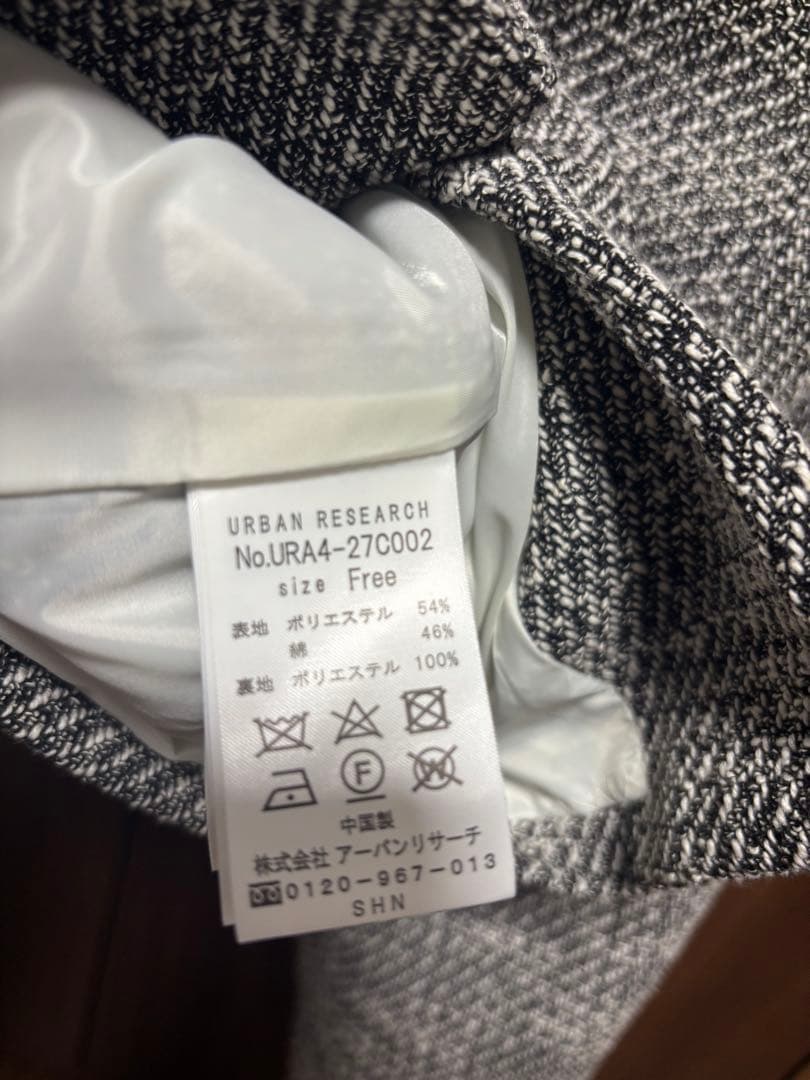 URBAN RESEARCH
No.URA4-27C002
size Free
表地 ポリエステル 54%
綿 46%
裏地 ポリエステル 100%
F
W
中国製
株式会社 アーバンリサーチ
0120-967-013
SHN